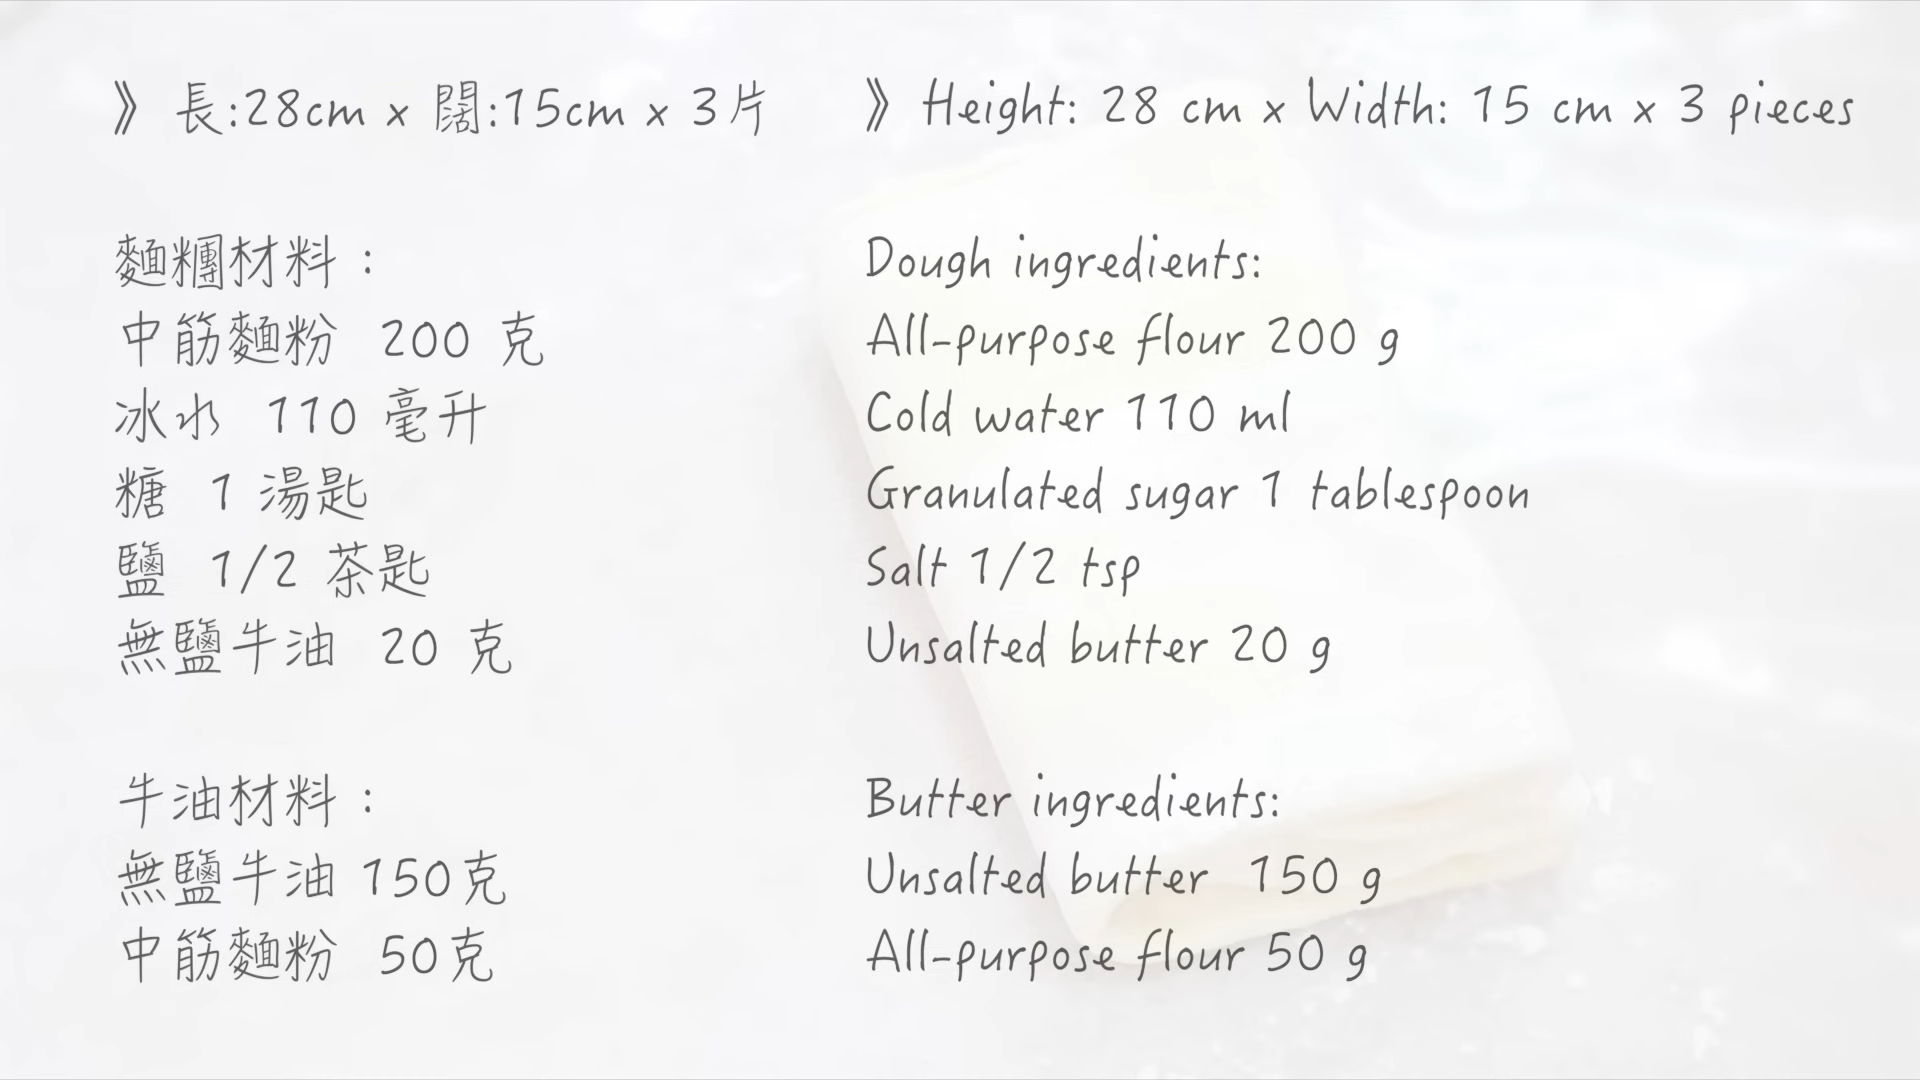 》 長:28cm x 闊:15cm x 3片
麵糰材料：
中筋麵粉 200 克
冰水 110 毫升
糖 1 湯匙
鹽 1/2 茶匙
無鹽牛油 20 克
牛油材料：
無鹽牛油 150克
中筋麵粉 50克
》 Height: 28 cm x Width: 15 cm x 3 pieces
Dough ingredients:
All-purpose flour 200 g
Cold water 110 ml
Granulated sugar 1 tablespoon
Salt 1/2 tsp
Unsalted butter 20 g
Butter ingredients:
Unsalted butter 150 g
All-purpose flour 50 g